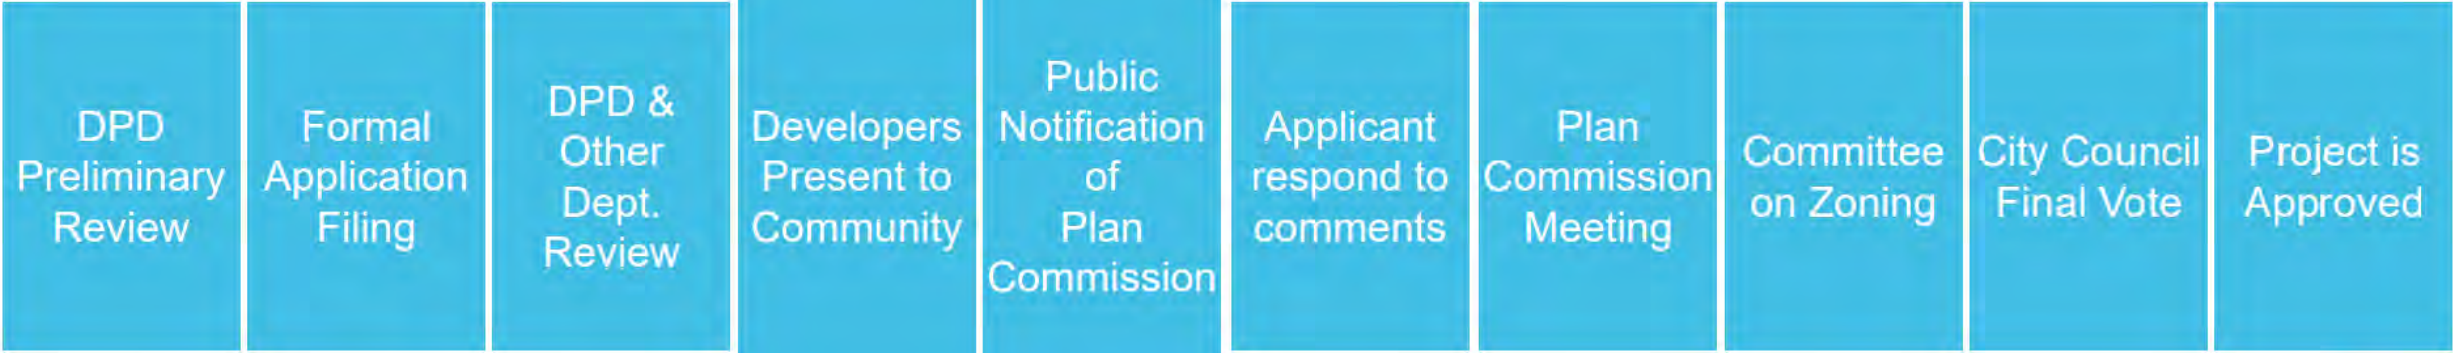 DPD
Preliminary
Review
Formal
Application
Filing
DPD &
Other
Dept.
Review
Developers
Present to
Community
Public
Notification
of
Plan
Commission
Applicant
respond to
comments
Plan
Commission
Meeting
Committee
on Zoning
City Council
Final Vote
Project is
Approved